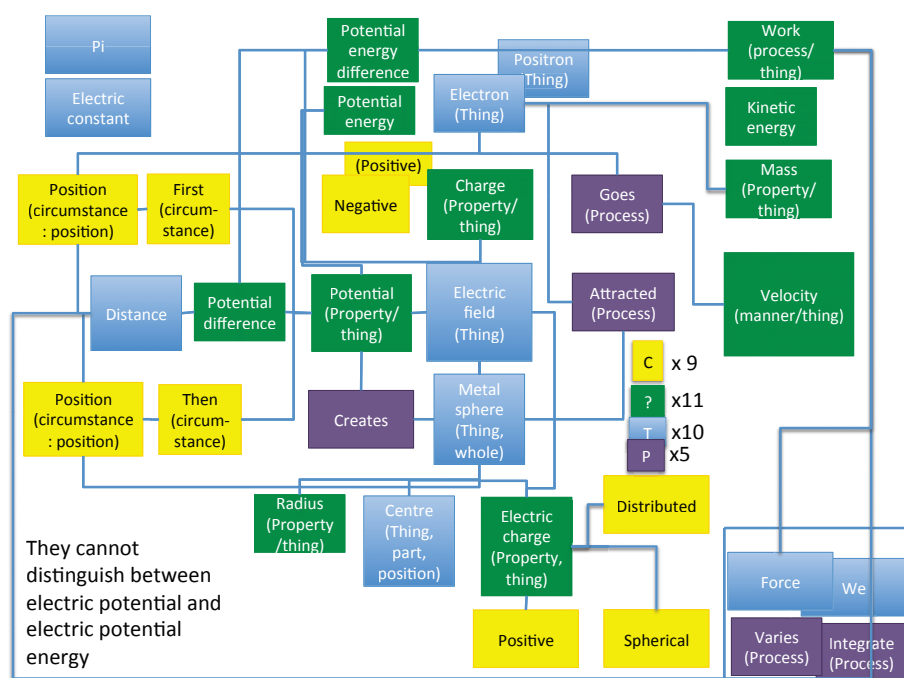 Pi
Electric
constant
Potential
energy
difference
Potential
energy
Positron
(Thing)
Electron
(Thing)
Work
(process/
thing)
Kinetic
energy
Mass
(Property/
thing)
Position
(circumstance
: position)
First
(circum-
stance)
(Positive)
Negative
Charge
(Property/
thing)
Goes
(Process)
Distance
Potential
difference
Potential
(Property/
thing)
Electric
field
(Thing)
Attracted
(Process)
Velocity
(manner/thing)
Position
(circumstance
: position)
Then
(circum-
stance)
Creates
Metal
sphere
(Thing,
whole)
C x 9
? x11
T x10
P x5
Radius
(Property
/thing)
Centre
(Thing,
part,
position)
Electric
charge
(Property,
thing)
Distributed
They cannot
distinguish between
electric potential and
electric potential
energy
Positive
Spherical
Force
We
Varies
(Process)
Integrate
(Process)